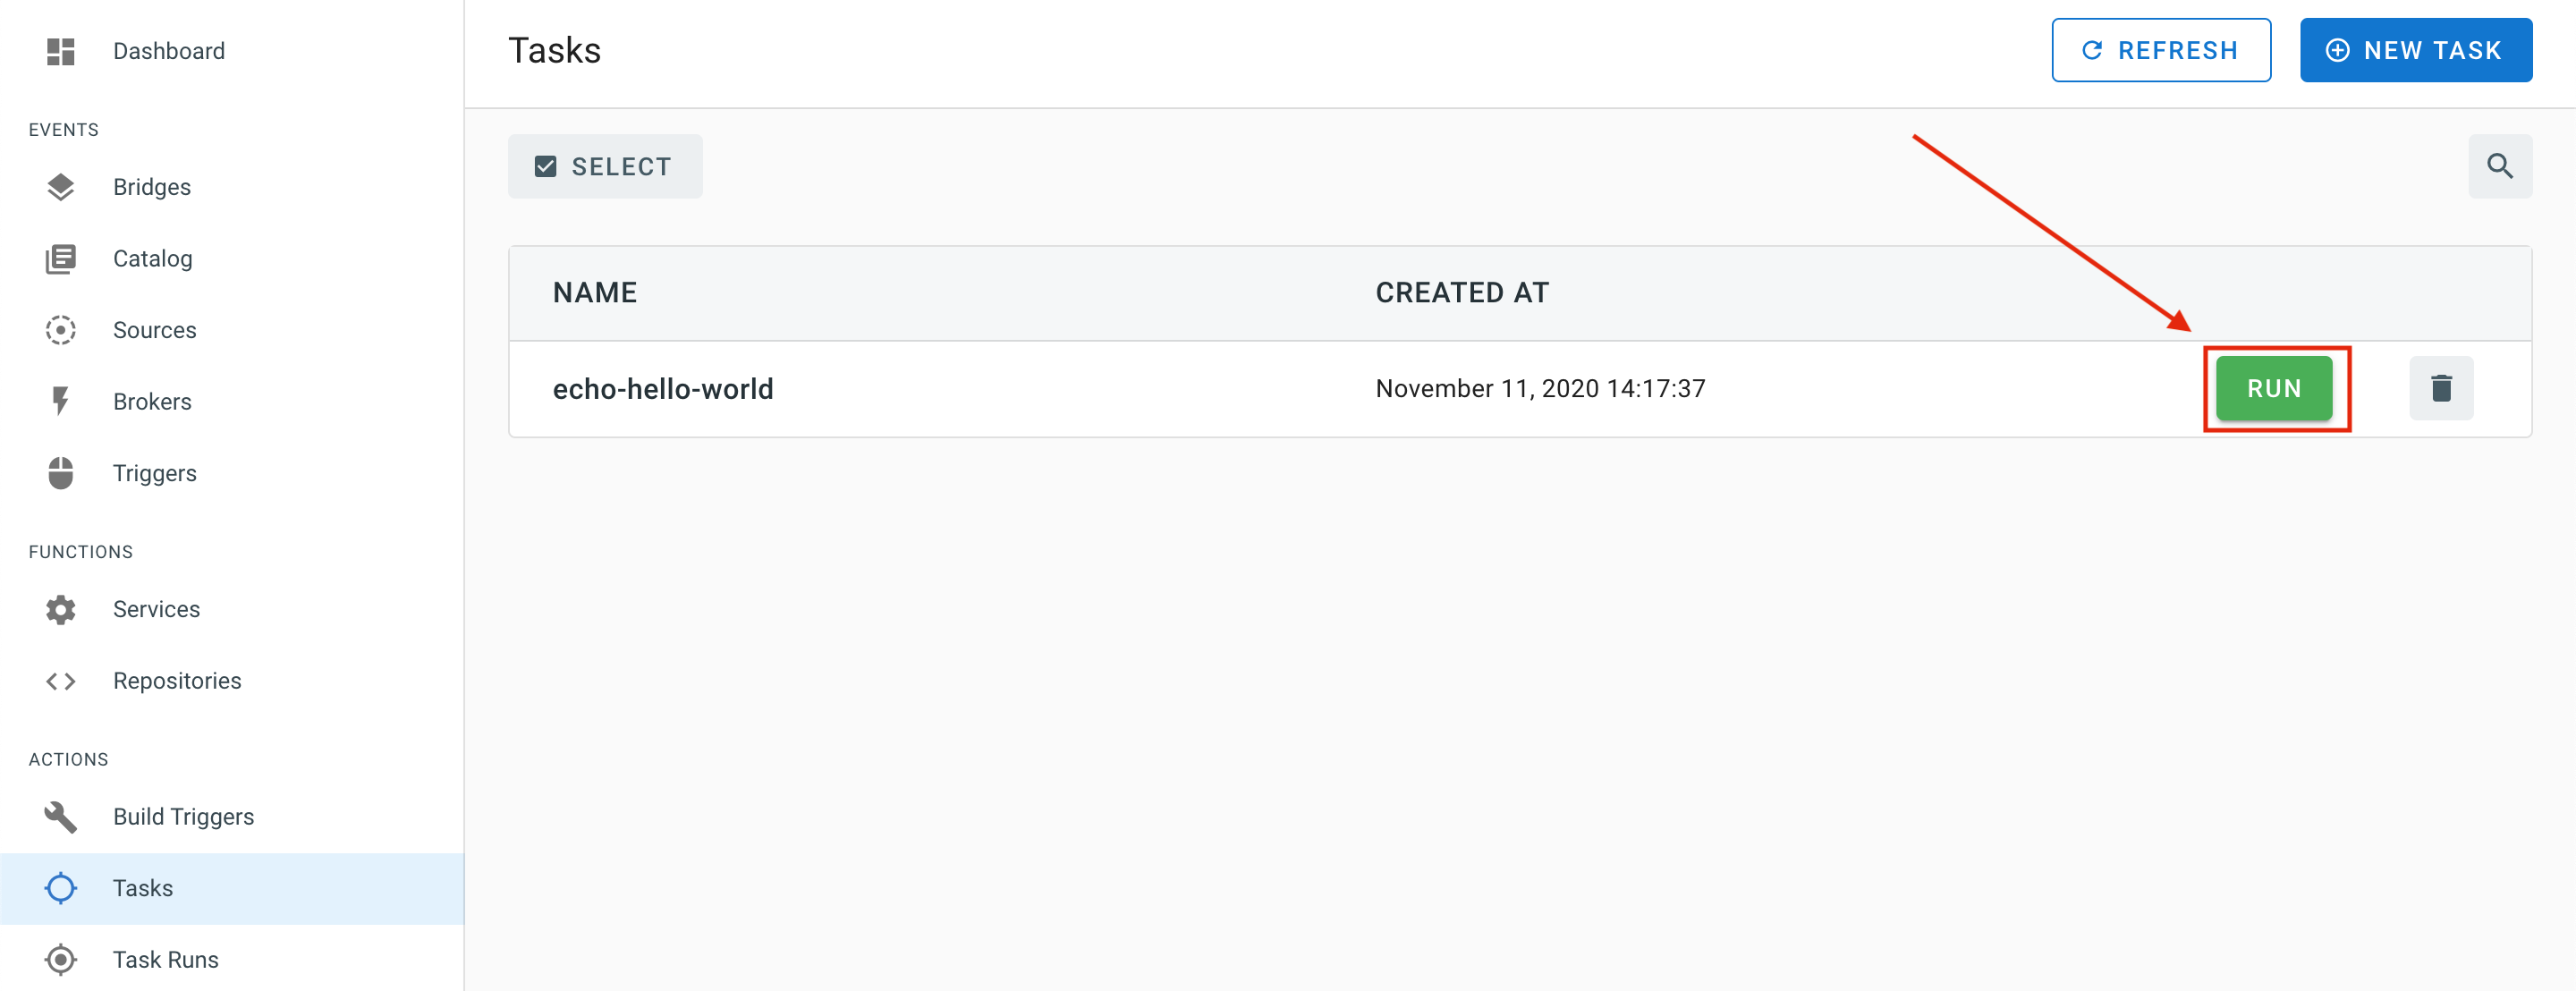 Dashboard
EVENTS
Bridges
Catalog
Sources
Brokers
Triggers
FUNCTIONS
Services
Repositories
ACTIONS
Build Triggers
Tasks
Task Runs
Tasks
REFRESH
NEW TASK
SELECT
NAME CREATED AT
echo-hello-world November 11, 2020 14:17:37 RUN